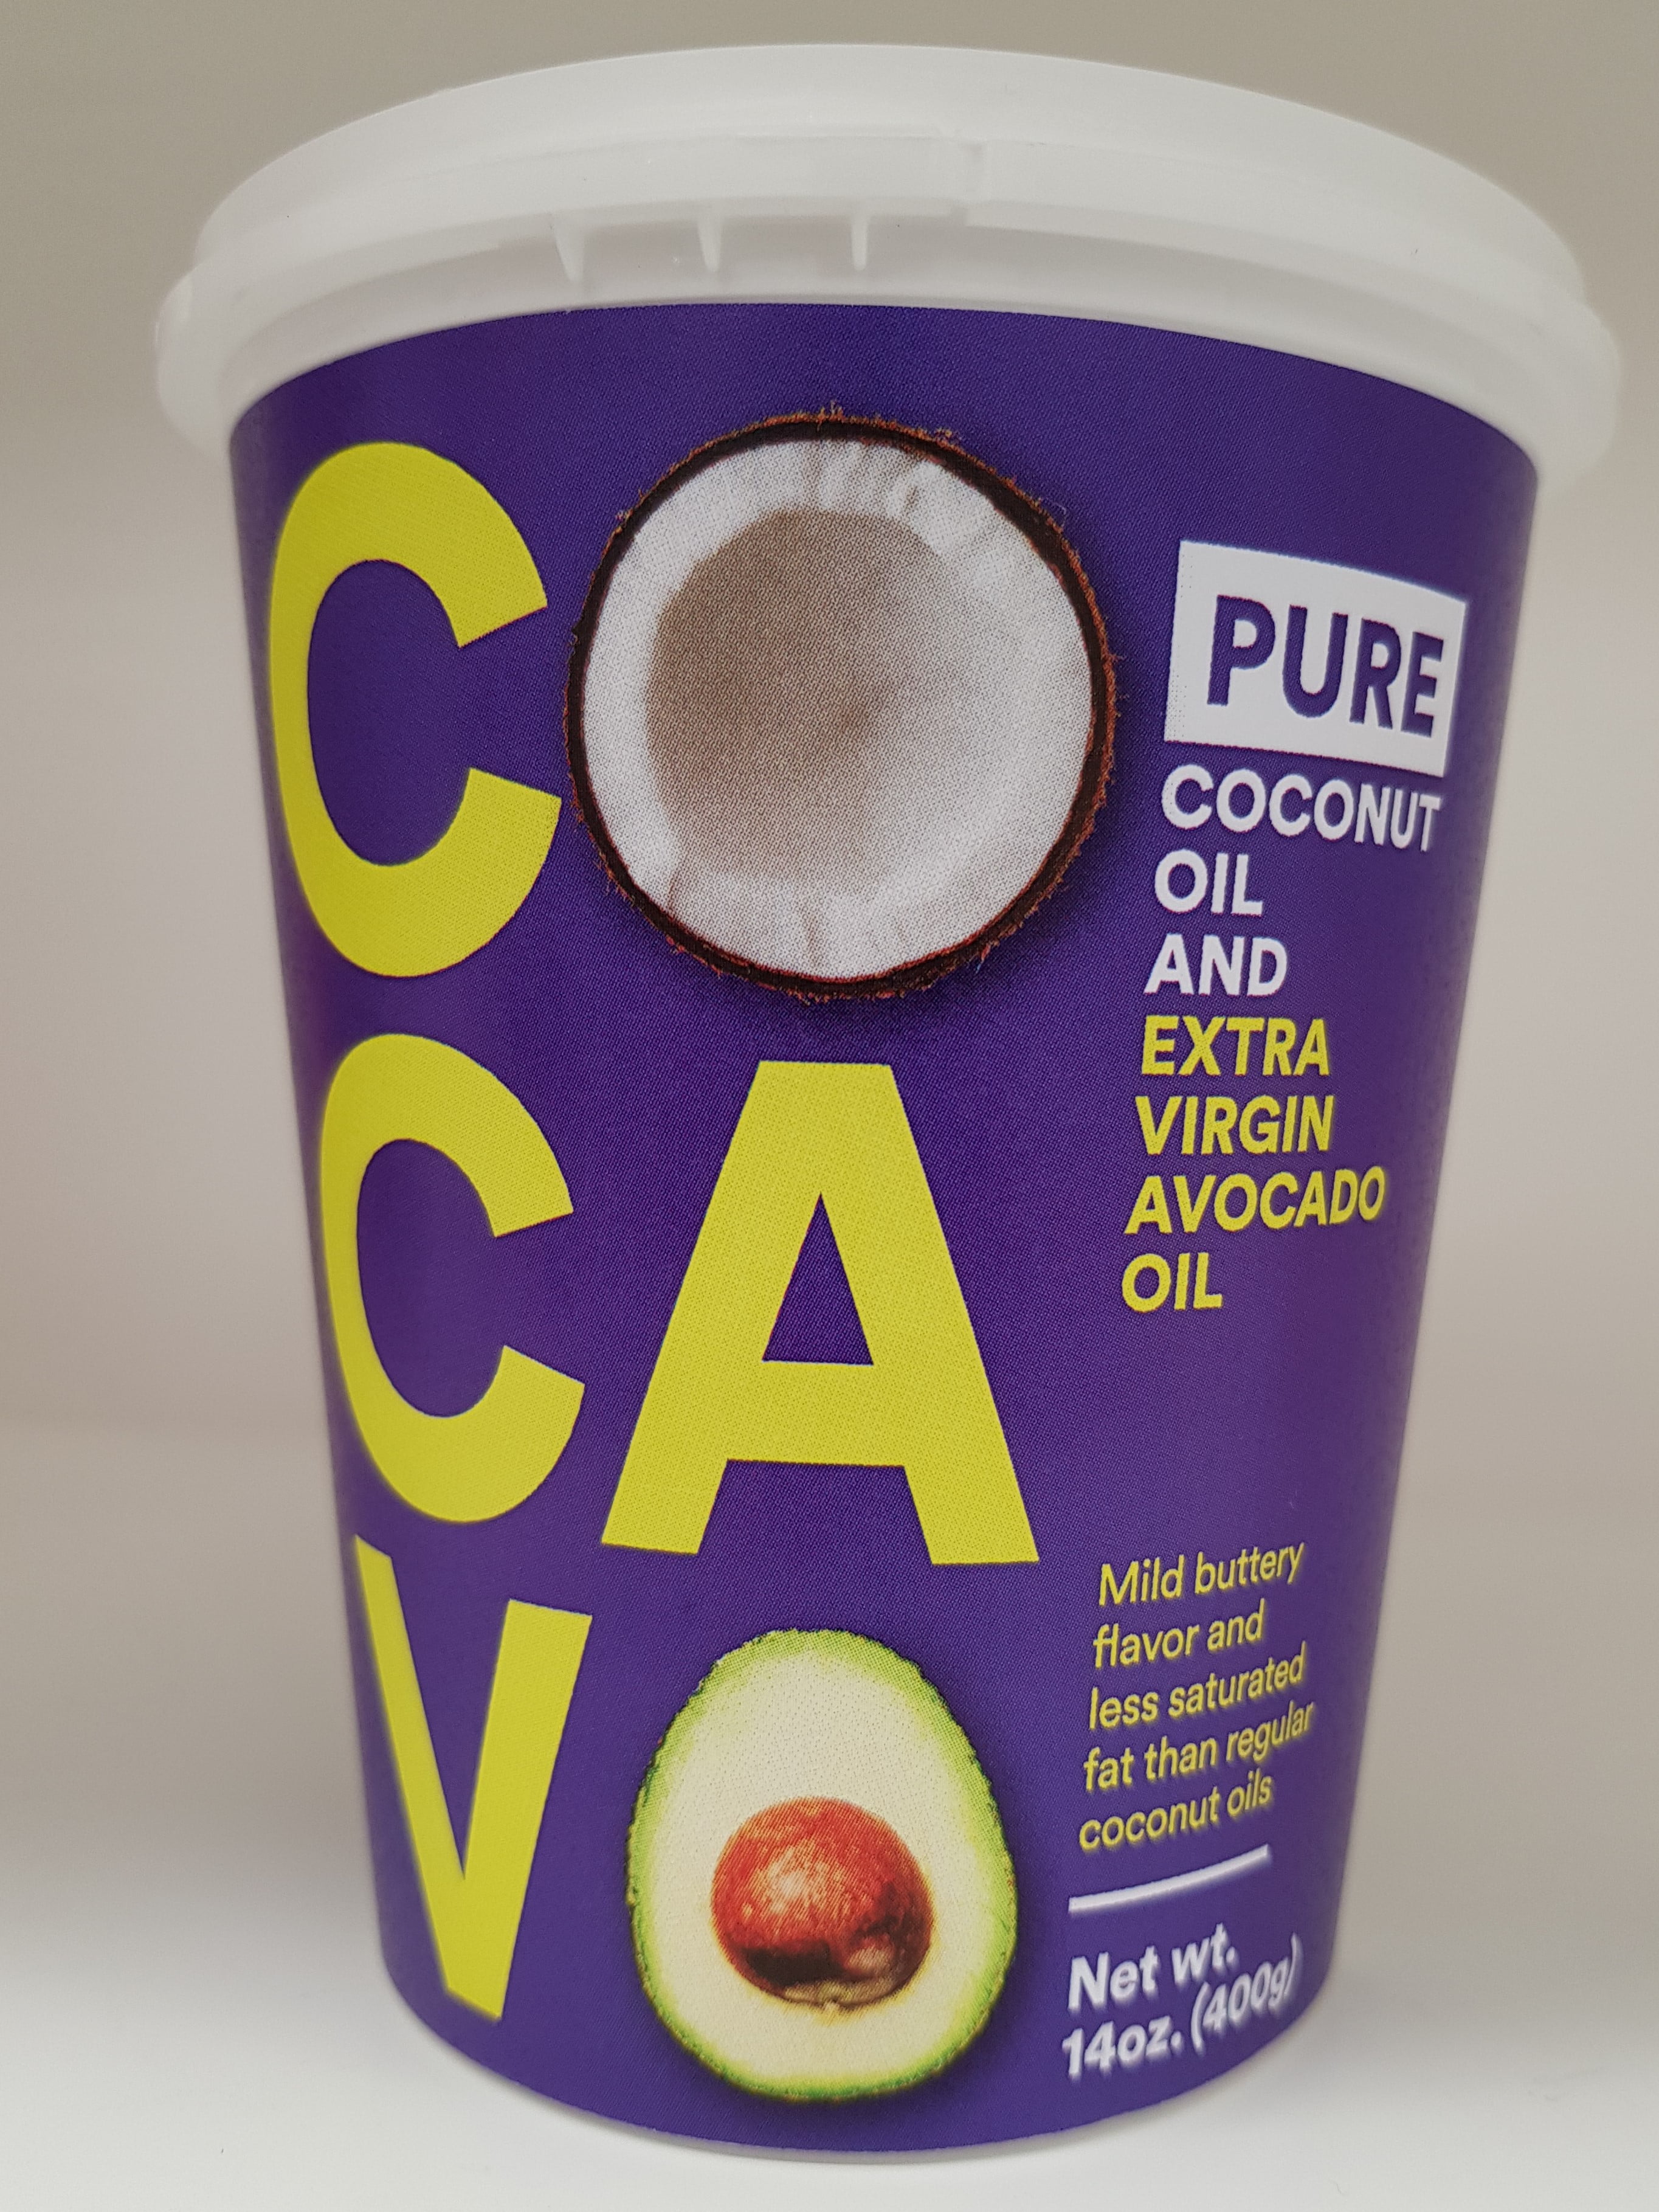 C
CA
V
PURE
COCONUT
OIL
AND
EXTRA
VIRGIN
AVOCADO
OIL
Mild buttery
flavor and
less saturated
fat than regular
coconut oils
Net wt.
14oz. (400g)